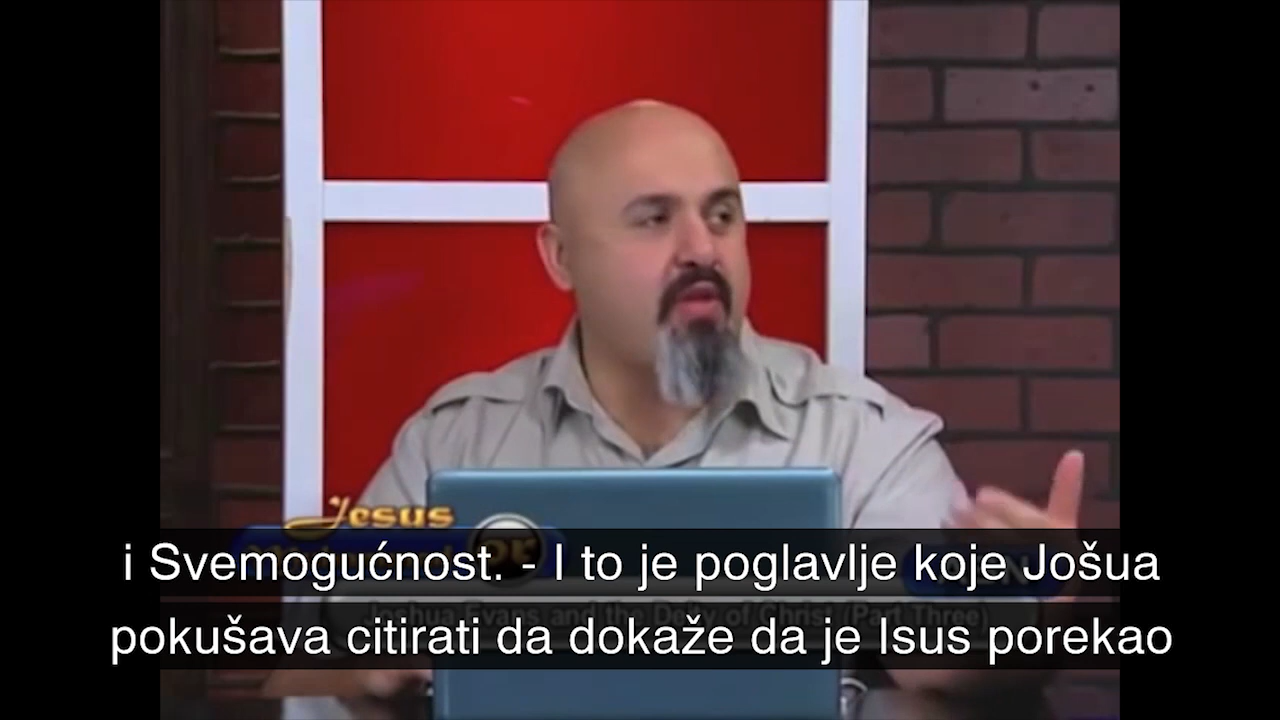 Jesus
or
i Svemogućnost. - I to je poglavlje koje Jošua
Joshua Evans and the Deity of Christ (Part Three)
pokušava citirati da dokaže da je Isus porekao